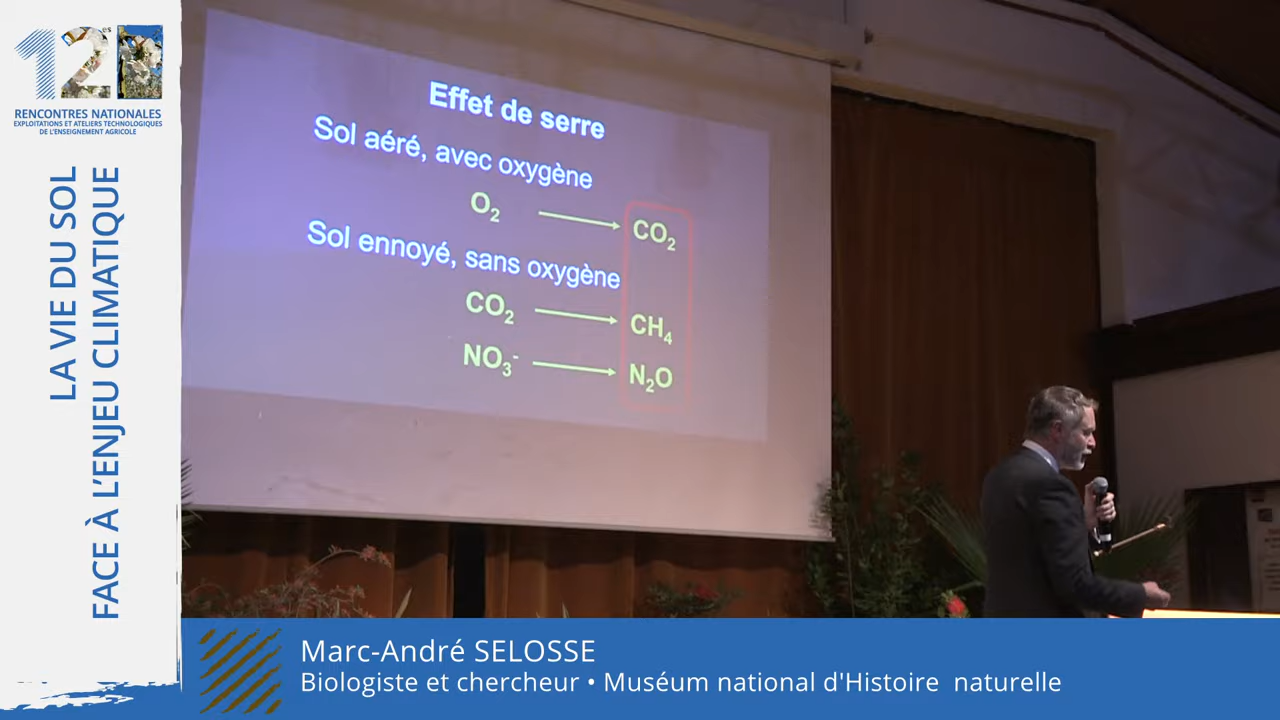 12es
RENCONTRES NATIONALES
EXPLOITATIONS ET ATELIERS TECHNOLOGIQUES
DE L'ENSEIGNEMENT AGRICOLE
LA VIE DU SOL
FACE À L'ENJEU CLIMATIQUE
Effet de serre
Sol aéré, avec oxygène
O₂ → CO₂
Sol ennoyé, sans oxygène
CO₂ → CH₄
NO₃⁻ → N₂O
Marc-André SELOSSE
Biologiste et chercheur • Muséum national d'Histoire naturelle